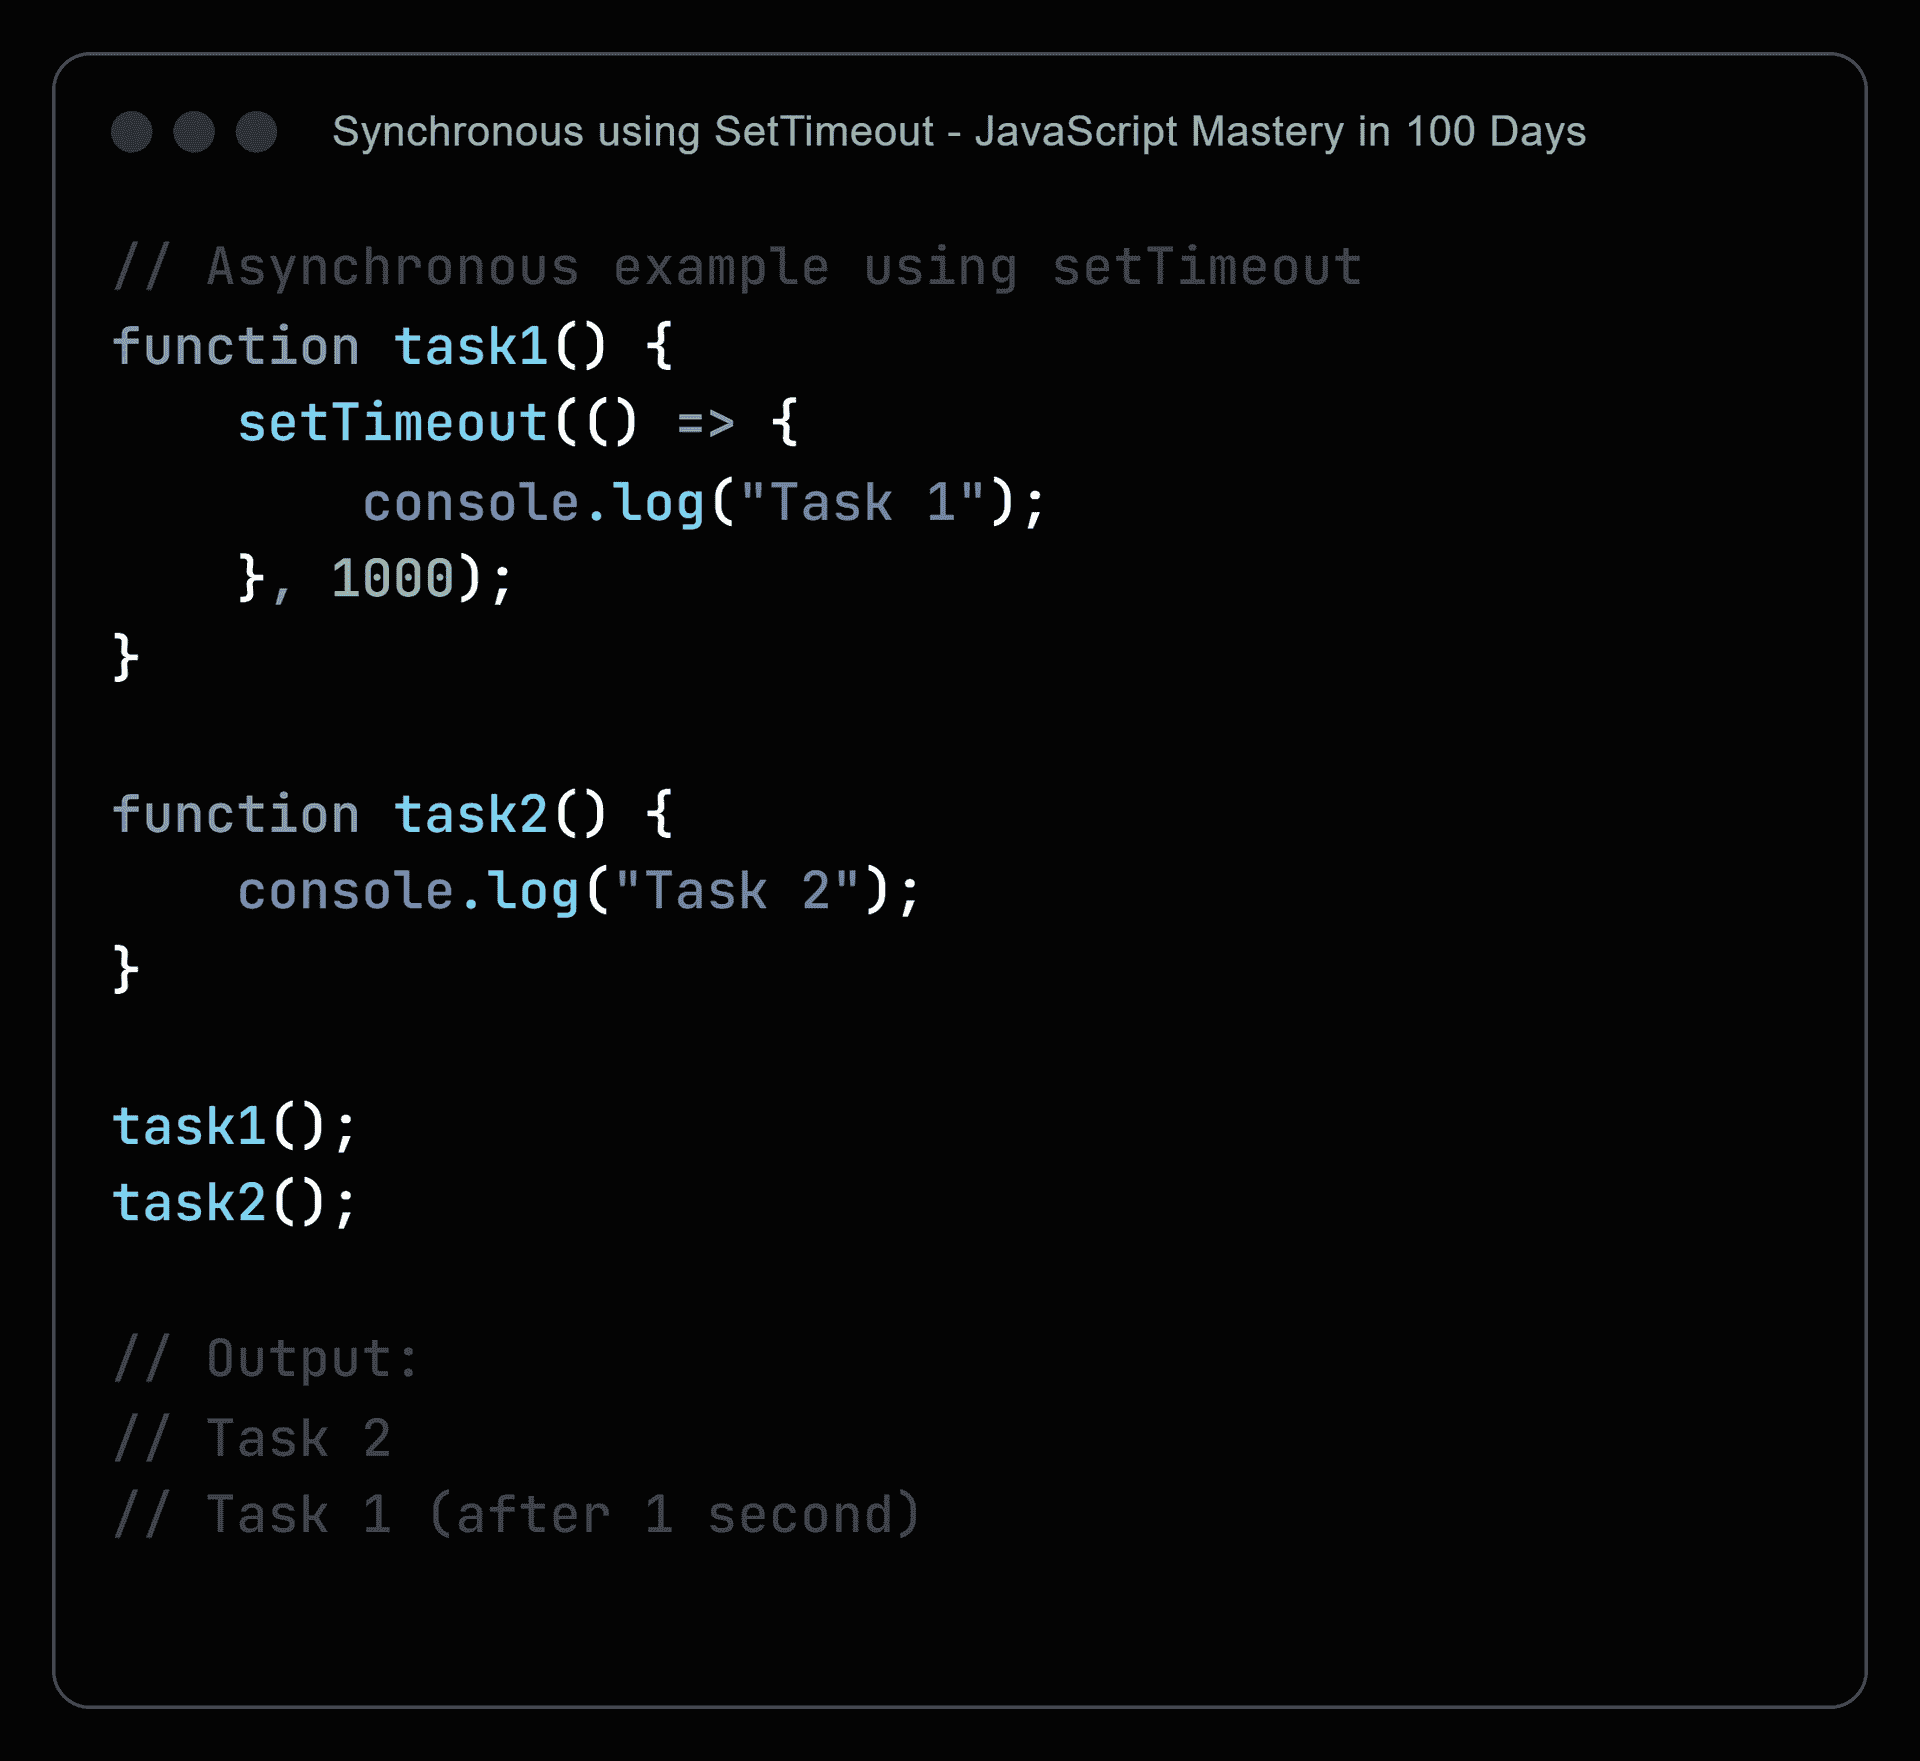 Synchronous using SetTimeout - JavaScript Mastery in 100 Days
// Asynchronous example using setTimeout
function task1() {
    setTimeout(() => {
        console.log("Task 1");
    }, 1000);
}

function task2() {
    console.log("Task 2");
}

task1();
task2();

// Output:
// Task 2
// Task 1 (after 1 second)